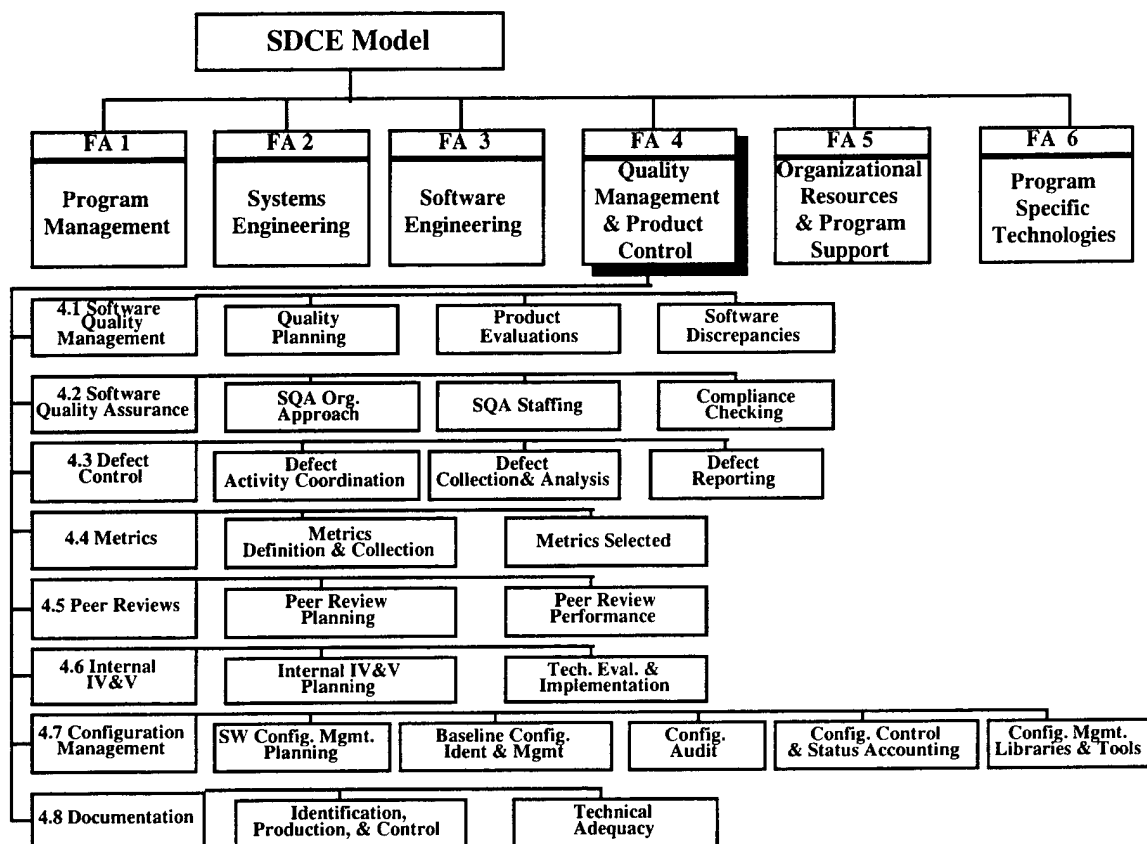 SDCE Model
FA 1
Program
Management
FA 2
Systems
Engineering
FA 3
Software
Engineering
FA 4
Quality
Management
& Product
Control
FA 5
Organizational
Resources
& Program
Support
FA 6
Program
Specific
Technologies
4.1 Software
Quality
Management
Quality
Planning
Product
Evaluations
Software
Discrepancies
4.2 Software
Quality Assurance
SQA Org.
Approach
SQA Staffing
Compliance
Checking
4.3 Defect
Control
Defect
Activity Coordination
Defect
Collection& Analysis
Defect
Reporting
4.4 Metrics
Metrics
Definition & Collection
Metrics Selected
4.5 Peer Reviews
Peer Review
Planning
Peer Review
Performance
4.6 Internal
IV&V
Internal IV&V
Planning
Tech. Eval. &
Implementation
4.7 Configuration
Management
SW Config. Mgmt.
Planning
Baseline Config.
Ident & Mgmt
Config.
Audit
Config. Control
& Status Accounting
Config. Mgmt.
Libraries & Tools
4.8 Documentation
Identification,
Production, & Control
Technical
Adequacy